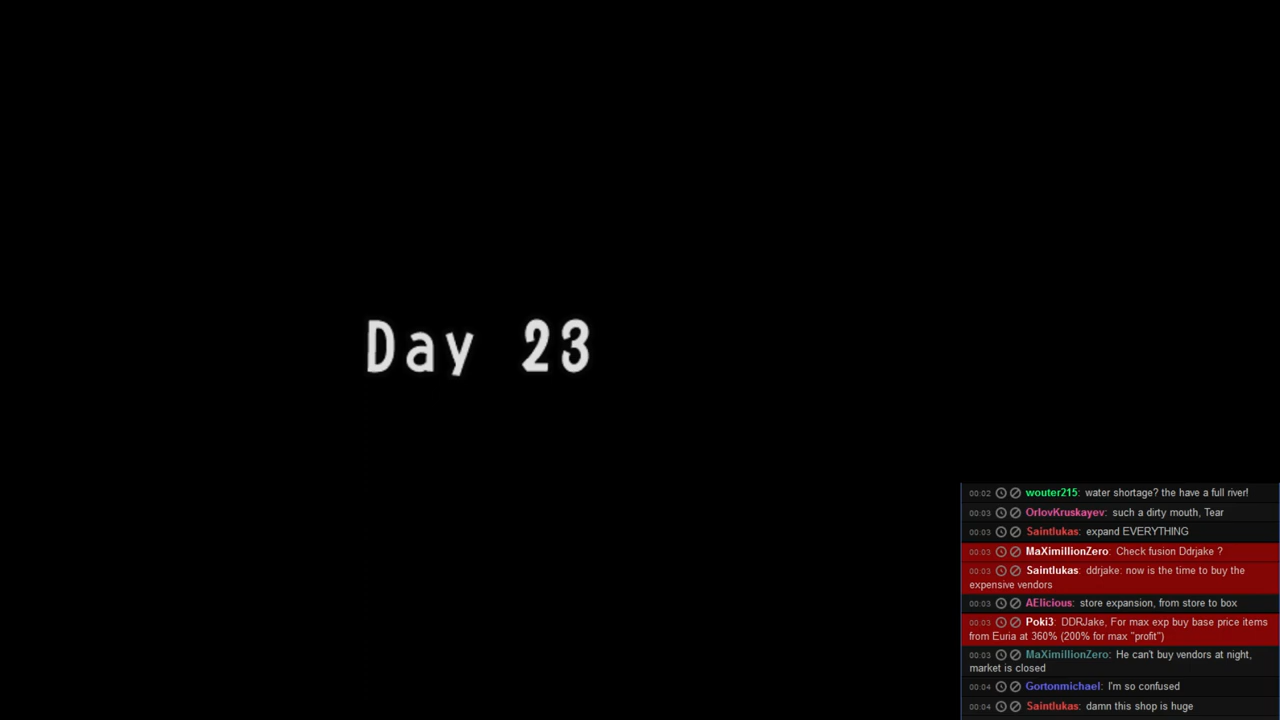 Day 23
00:02 wouter215: water shortage? the have a full river!
00:03 OrlovKruskayev: such a dirty mouth, Tear
00:03 Saintlukas: expand EVERYTHING
00:03 MaXimillionZero: Check fusion Ddrjake ?
00:03 Saintlukas: ddrjake: now is the time to buy the
expensive vendors
00:03 AElicious: store expansion, from store to box
00:03 Poki3: DDRJake, For max exp buy base price items
from Euria at 360% (200% for max "profit")
00:03 MaXimillionZero: He can't buy vendors at night,
market is closed
00:04 Gortonmichael: I'm so confused
00:04 Saintlukas: damn this shop is huge